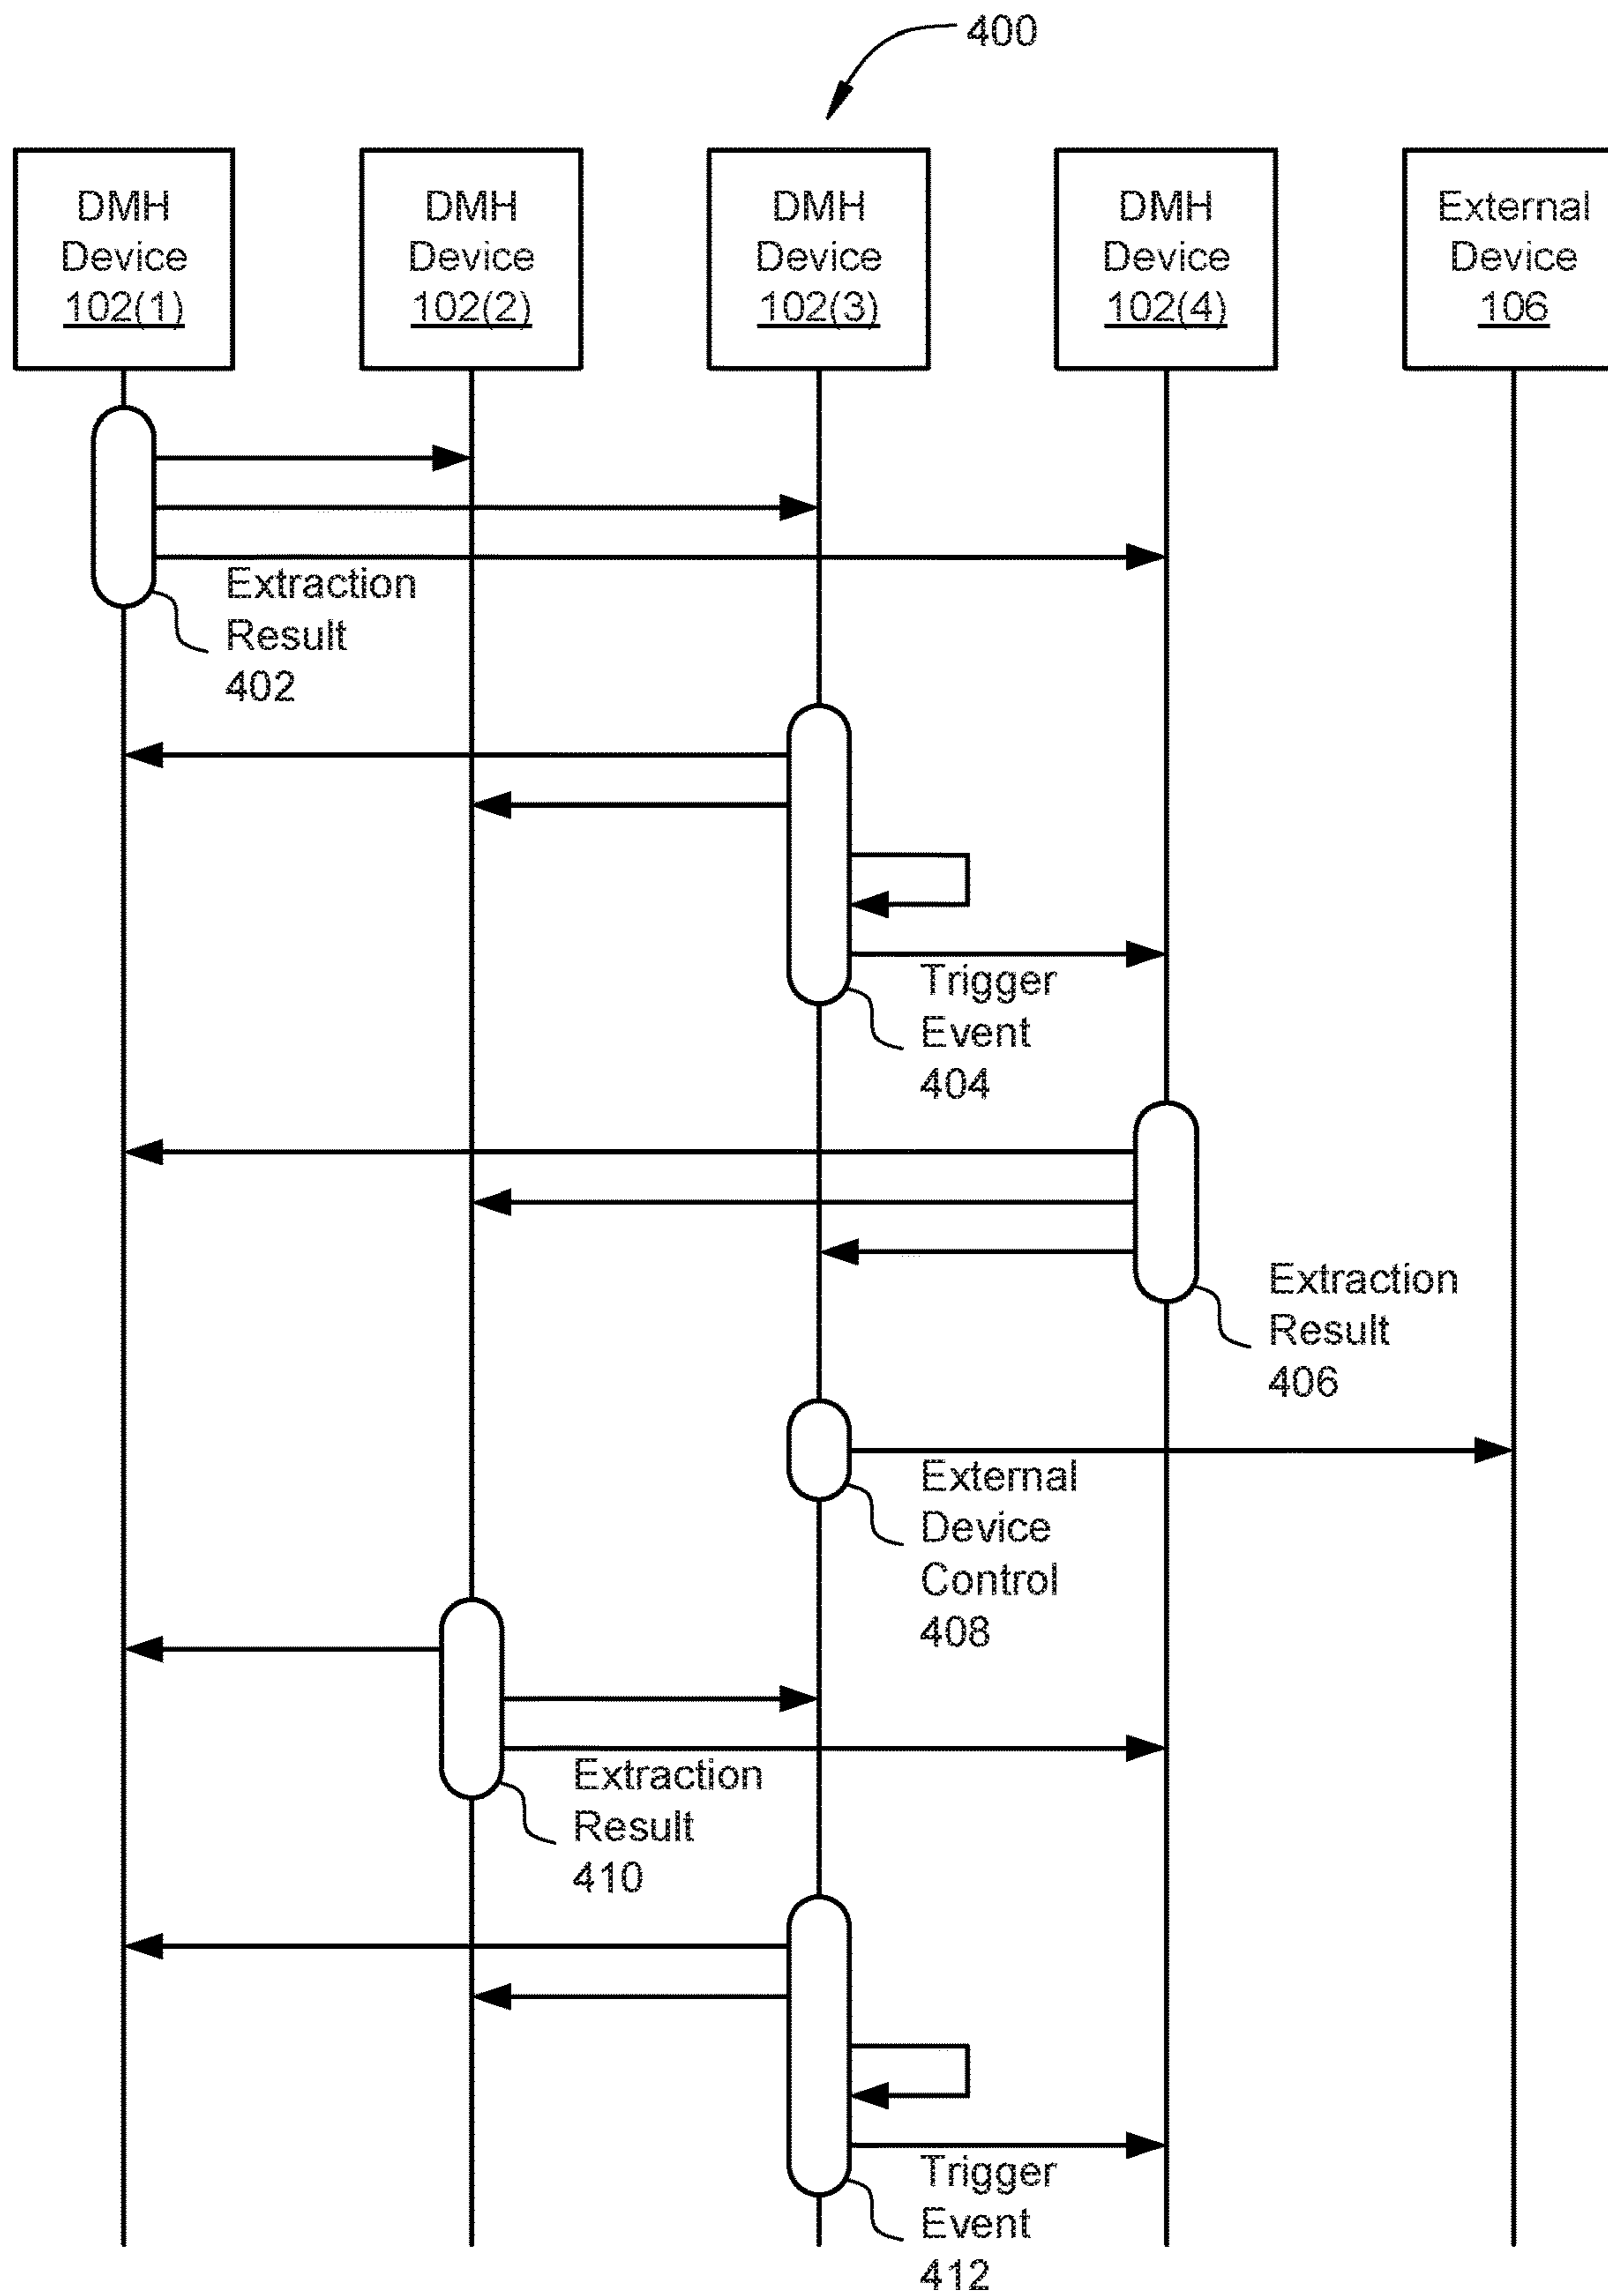 400
DMH
Device
102(1)
DMH
Device
102(2)
DMH
Device
102(3)
DMH
Device
102(4)
External
Device
106
Extraction
Result
402
Trigger
Event
404
Extraction
Result
406
External
Device
Control
408
Extraction
Result
410
Trigger
Event
412